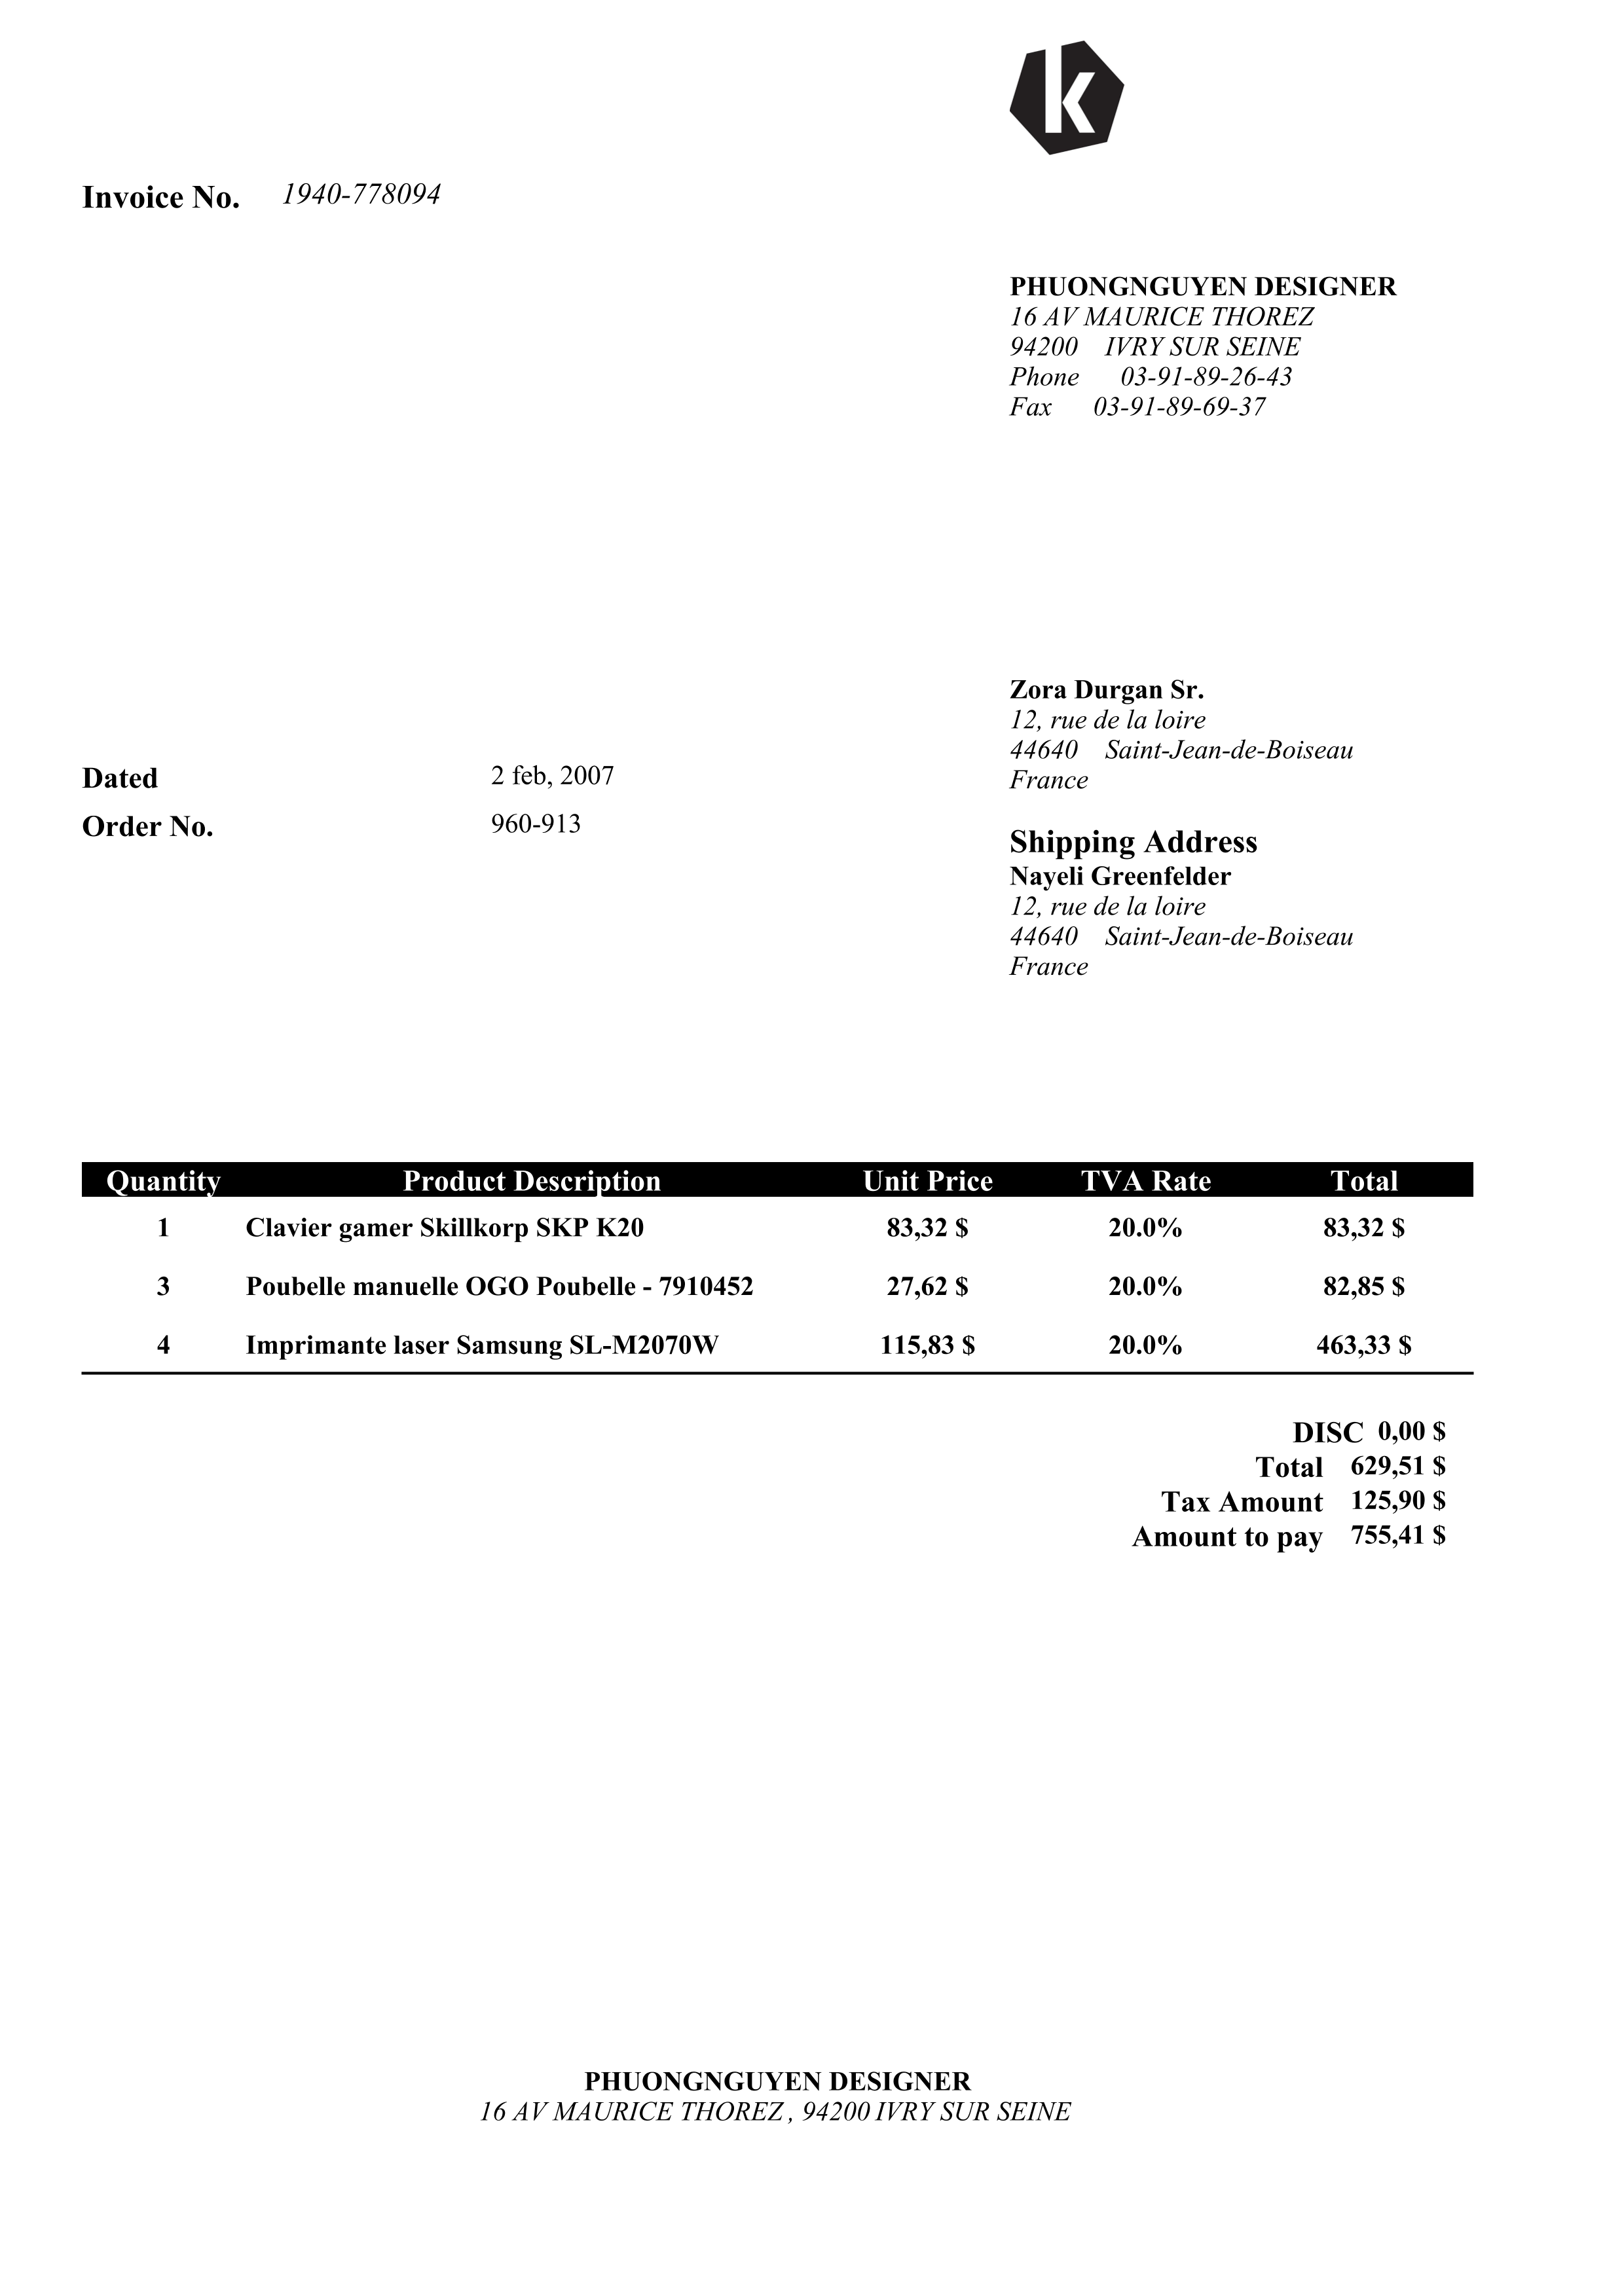 k
Invoice No. 1940-778094
PHUONGNGUYEN DESIGNER
16 AV MAURICE THOREZ
94200 IVRY SUR SEINE
Phone 03-91-89-26-43
Fax 03-91-89-69-37
Zora Durgan Sr.
12, rue de la loire
44640 Saint-Jean-de-Boiseau
France
Dated 2 feb, 2007
Order No. 960-913
Shipping Address
Nayeli Greenfelder
12, rue de la loire
44640 Saint-Jean-de-Boiseau
France
Quantity Product Description Unit Price TVA Rate Total
1 Clavier gamer Skillkorp SKP K20 83,32 $ 20.0% 83,32 $
3 Poubelle manuelle OGO Poubelle - 7910452 27,62 $ 20.0% 82,85 $
4 Imprimante laser Samsung SL-M2070W 115,83 $ 20.0% 463,33 $
DISC 0,00 $
Total 629,51 $
Tax Amount 125,90 $
Amount to pay 755,41 $
PHUONGNGUYEN DESIGNER
16 AV MAURICE THOREZ , 94200 IVRY SUR SEINE